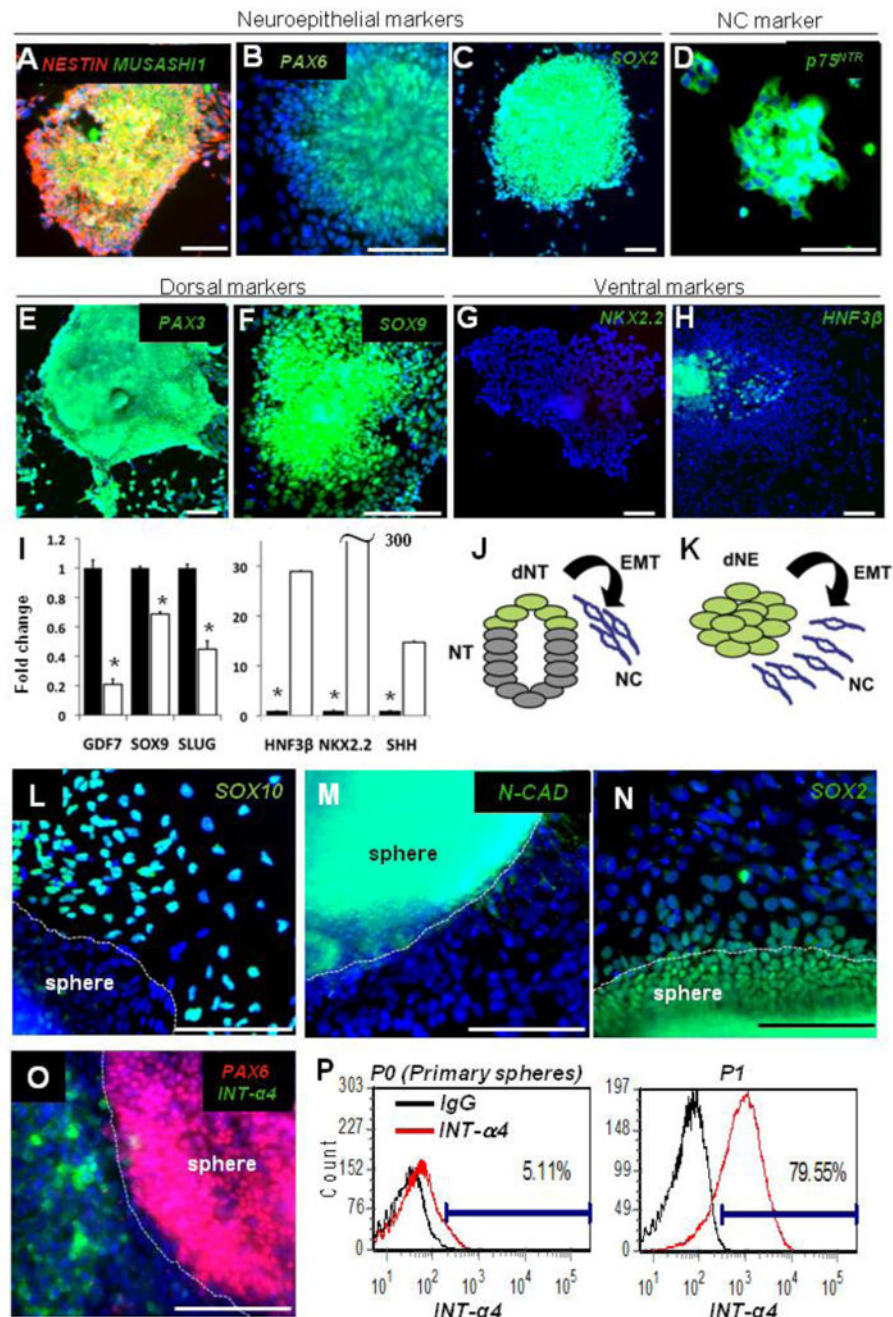 Neuroepithelial markers
NC marker
A NESTIN MUSASHI1
B PAX6
C SOX2
D p75NTR
Dorsal markers
Ventral markers
E PAX3
F SOX9
G NKX2.2
H HNF3β
I
Fold change
1.2
1
0.8
0.6
0.4
0.2
0
* * *
GDF7 SOX9 SLUG
300
30
20
10
0
* * *
HNF3β NKX2.2 SHH
J
dNT
EMT
NT
NC
K
dNE
EMT
NC
L SOX10
sphere
M N-CAD
sphere
N SOX2
sphere
O PAX6
INT-α4
sphere
P P0 (Primary spheres)
Count
303
227
152
76
0
IgG
INT-α4
5.11%
101 102 103 104 105
INT-α4
P1
197
148
99
49
0
79.55%
101 102 103 104 105
INT-α4